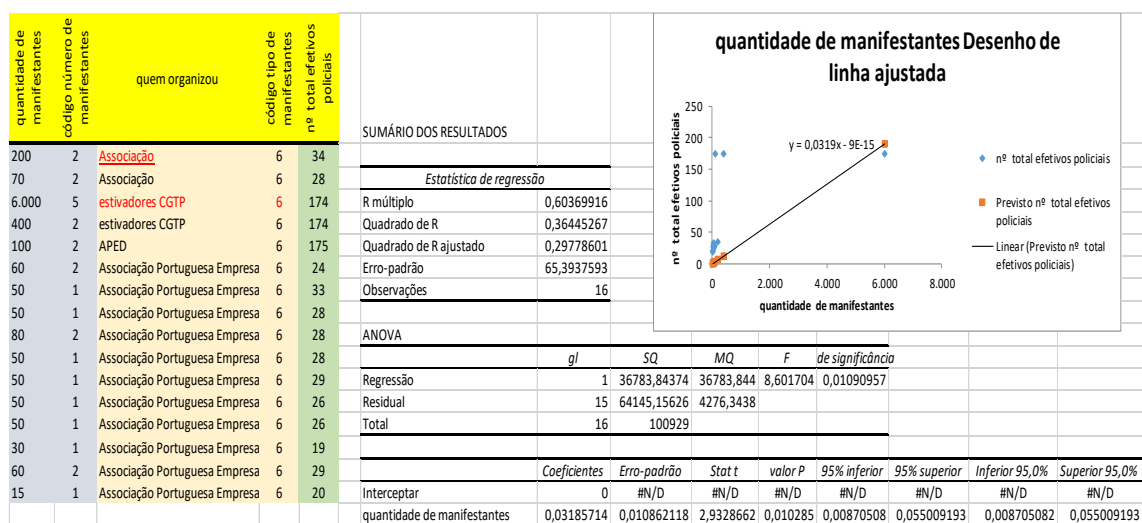 quantidade de manifestantes código número de manifestantes quem organizou código tipo de manifestantes nº total efetivos policiais
200 2 Associação 6 34
70 2 Associação 6 28
6.000 5 estivadores CGTP 6 174
400 2 estivadores CGTP 6 174
100 2 APED 6 175
60 2 Associação Portuguesa Empresa 6 24
50 1 Associação Portuguesa Empresa 6 33
50 1 Associação Portuguesa Empresa 6 28
80 2 Associação Portuguesa Empresa 6 28
50 1 Associação Portuguesa Empresa 6 28
50 1 Associação Portuguesa Empresa 6 29
50 1 Associação Portuguesa Empresa 6 26
50 1 Associação Portuguesa Empresa 6 26
30 1 Associação Portuguesa Empresa 6 19
60 2 Associação Portuguesa Empresa 6 29
15 1 Associação Portuguesa Empresa 6 20
SUMÁRIO DOS RESULTADOS
Estatística de regressão
R múltiplo 0,60369916
Quadrado de R 0,36445267
Quadrado de R ajustado 0,29778601
Erro-padrão 65,3937593
Observações 16
quantidade de manifestantes Desenho de
linha ajustada
nº total efetivos policiais
250
200
150
100
50
0
y = 0,0319x - 9E-15
0 2.000 4.000 6.000 8.000
quantidade de manifestantes
nº total efetivos policiais
Previsto nº total efetivos
policiais
Linear (Previsto nº total
efetivos policiais)
ANOVA
gl SQ MQ F de significância
Regressão 1 36783,84374 36783,844 8,601704 0,01090957
Residual 15 64145,15626 4276,3438
Total 16 100929
Coeficientes Erro-padrão Stat t valor P 95% inferior 95% superior Inferior 95,0% Superior 95,0%
Interceptar 0 #N/D #N/D #N/D #N/D #N/D #N/D #N/D
quantidade de manifestantes 0,03185714 0,010862118 2,9328662 0,010285 0,00870508 0,055009193 0,008705082 0,055009193